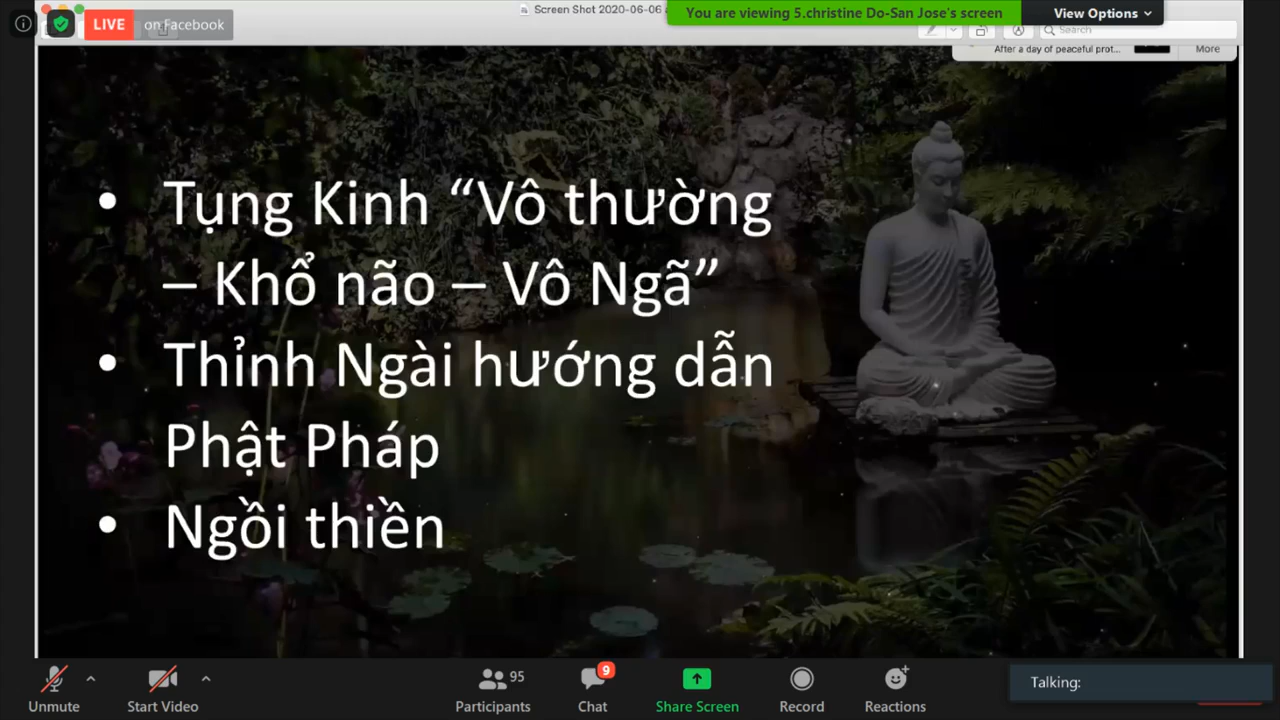 Screen Shot 2020-06-06
You are viewing 5.christine Do-San Jose's screen
View Options
LIVE on Facebook
Search
After a day of peaceful prot...
More
• Tụng Kinh “Vô thường
– Khổ não – Vô Ngã”
• Thỉnh Ngài hướng dẫn
Phật Pháp
• Ngồi thiền
Unmute
Start Video
95
Participants
9
Chat
Share Screen
Record
Reactions
Talking: